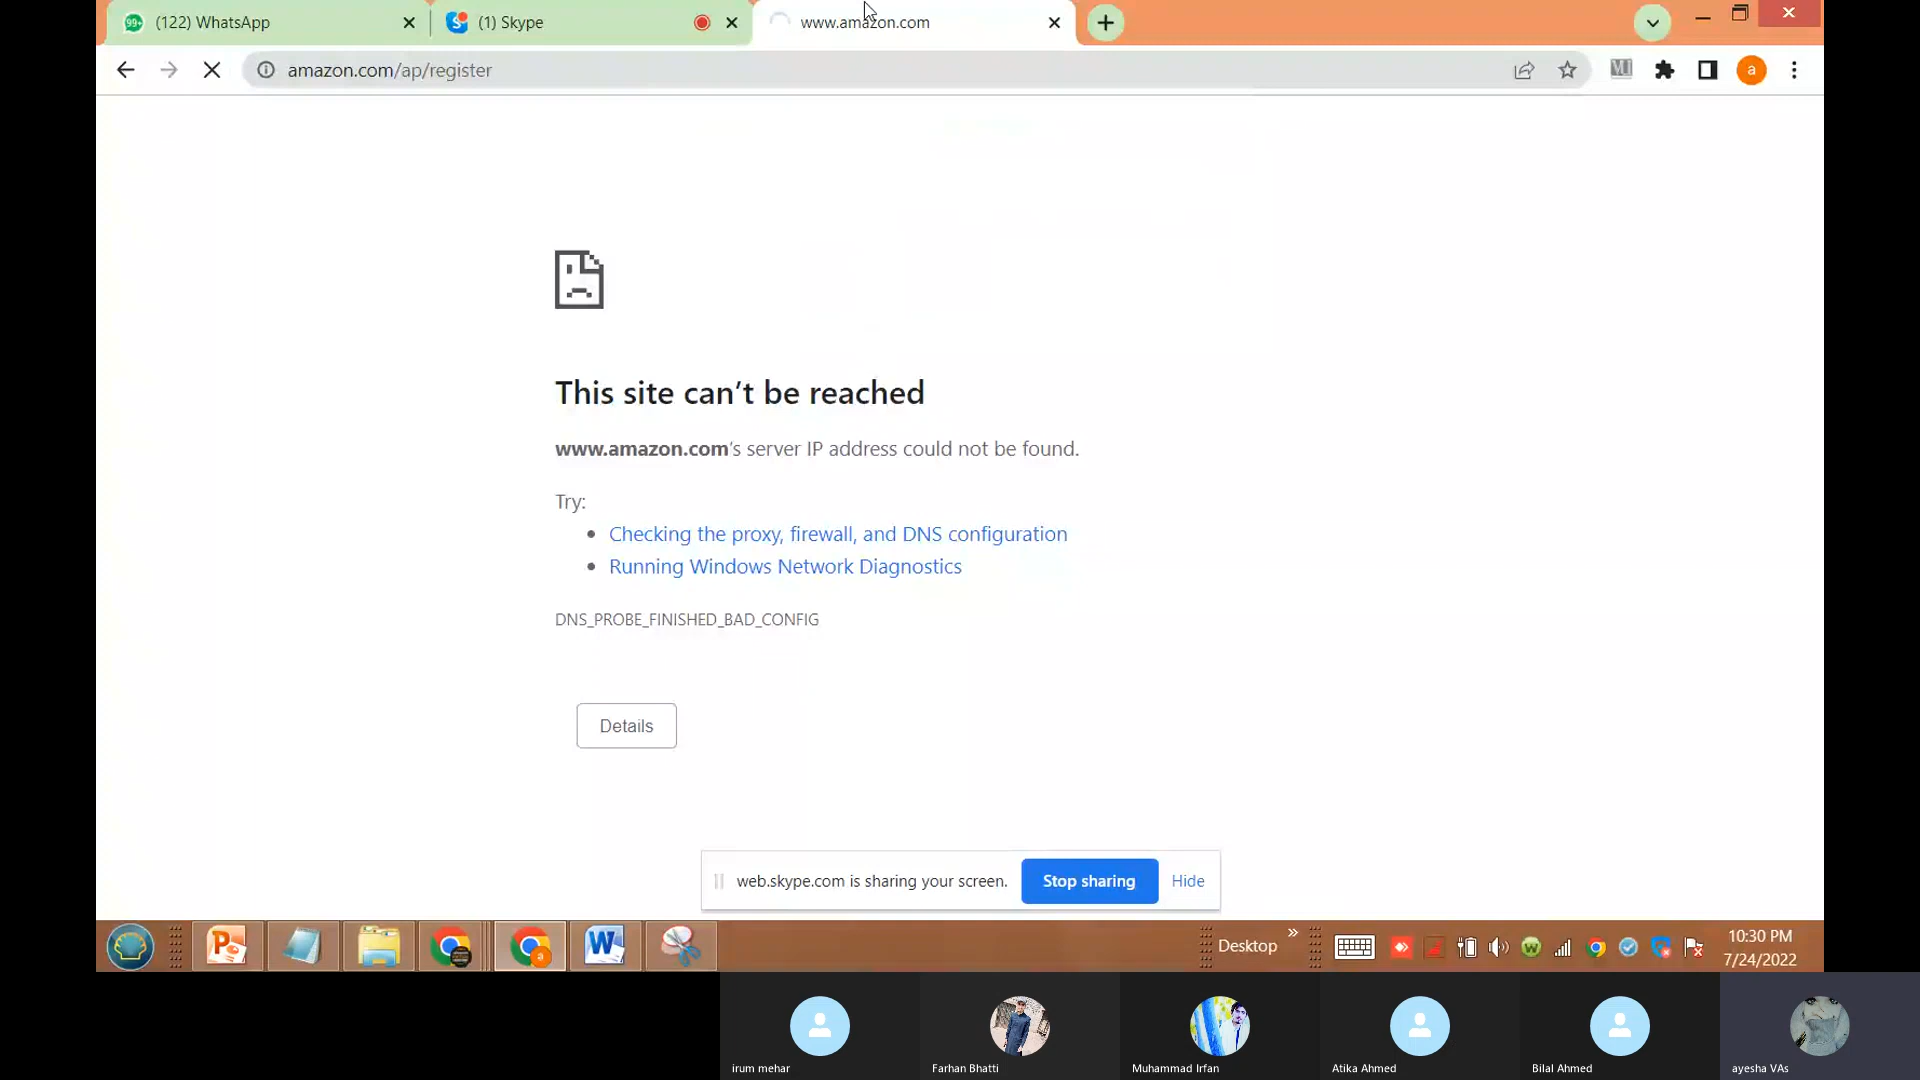 99+ (122) WhatsApp
(1) Skype
www.amazon.com
amazon.com/ap/register
a
This site can't be reached
www.amazon.com's server IP address could not be found.
Try:
Checking the proxy, firewall, and DNS configuration
Running Windows Network Diagnostics
DNS_PROBE_FINISHED_BAD_CONFIG
Details
web.skype.com is sharing your screen.
Stop sharing
Hide
Desktop
10:30 PM
7/24/2022
irum mehar
Farhan Bhatti
Muhammad Irfan
Atika Ahmed
Bilal Ahmed
ayesha VAs